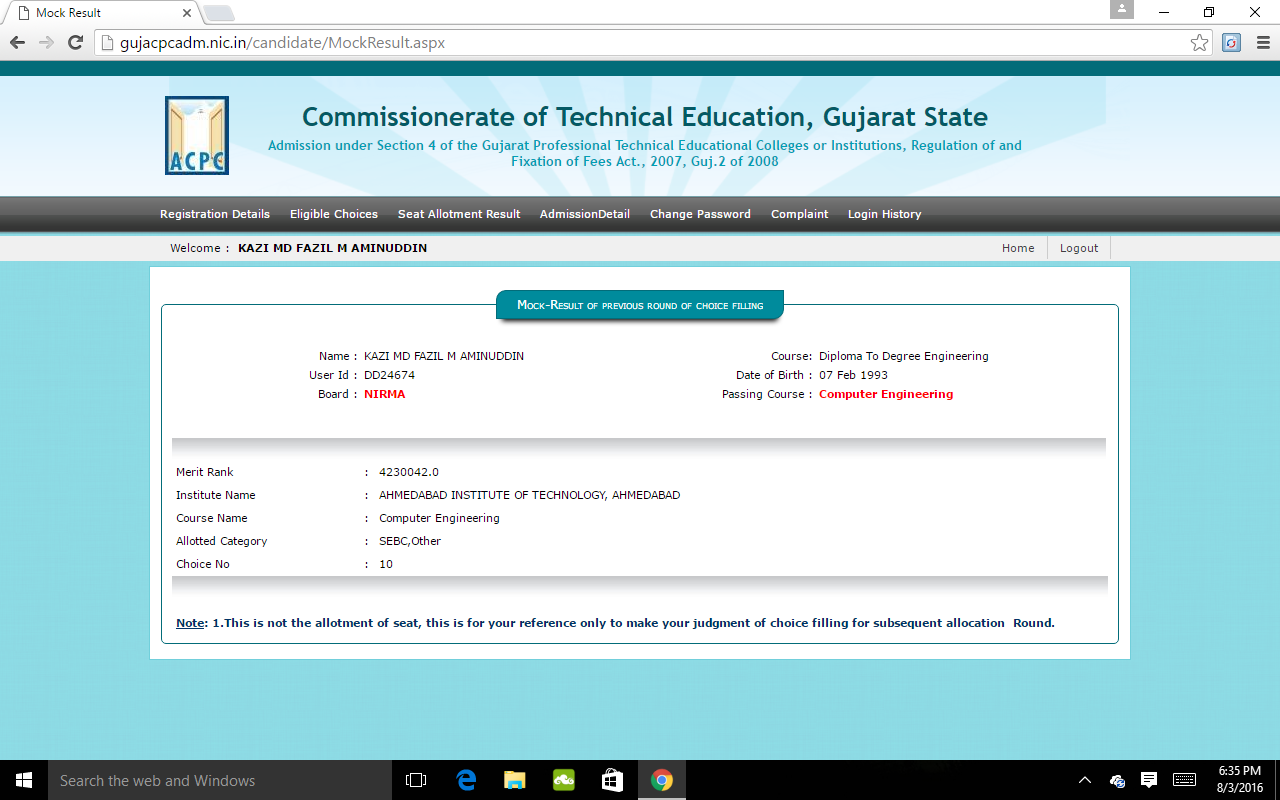 Mock Result
gujacpcadm.nic.in/candidate/MockResult.aspx
ACPC
Commissionerate of Technical Education, Gujarat State
Admission under Section 4 of the Gujarat Professional Technical Educational Colleges or Institutions, Regulation of and
Fixation of Fees Act., 2007, Guj.2 of 2008
Registration Details Eligible Choices Seat Allotment Result AdmissionDetail Change Password Complaint Login History
Welcome : KAZI MD FAZIL M AMINUDDIN Home Logout
Mock-Result of previous round of choice filling
Name : KAZI MD FAZIL M AMINUDDIN Course: Diploma To Degree Engineering
User Id : DD24674 Date of Birth : 07 Feb 1993
Board : NIRMA Passing Course : Computer Engineering
Merit Rank : 4230042.0
Institute Name : AHMEDABAD INSTITUTE OF TECHNOLOGY, AHMEDABAD
Course Name : Computer Engineering
Allotted Category : SEBC,Other
Choice No : 10
Note: 1.This is not the allotment of seat, this is for your reference only to make your judgment of choice filling for subsequent allocation Round.
Search the web and Windows
6:35 PM
8/3/2016